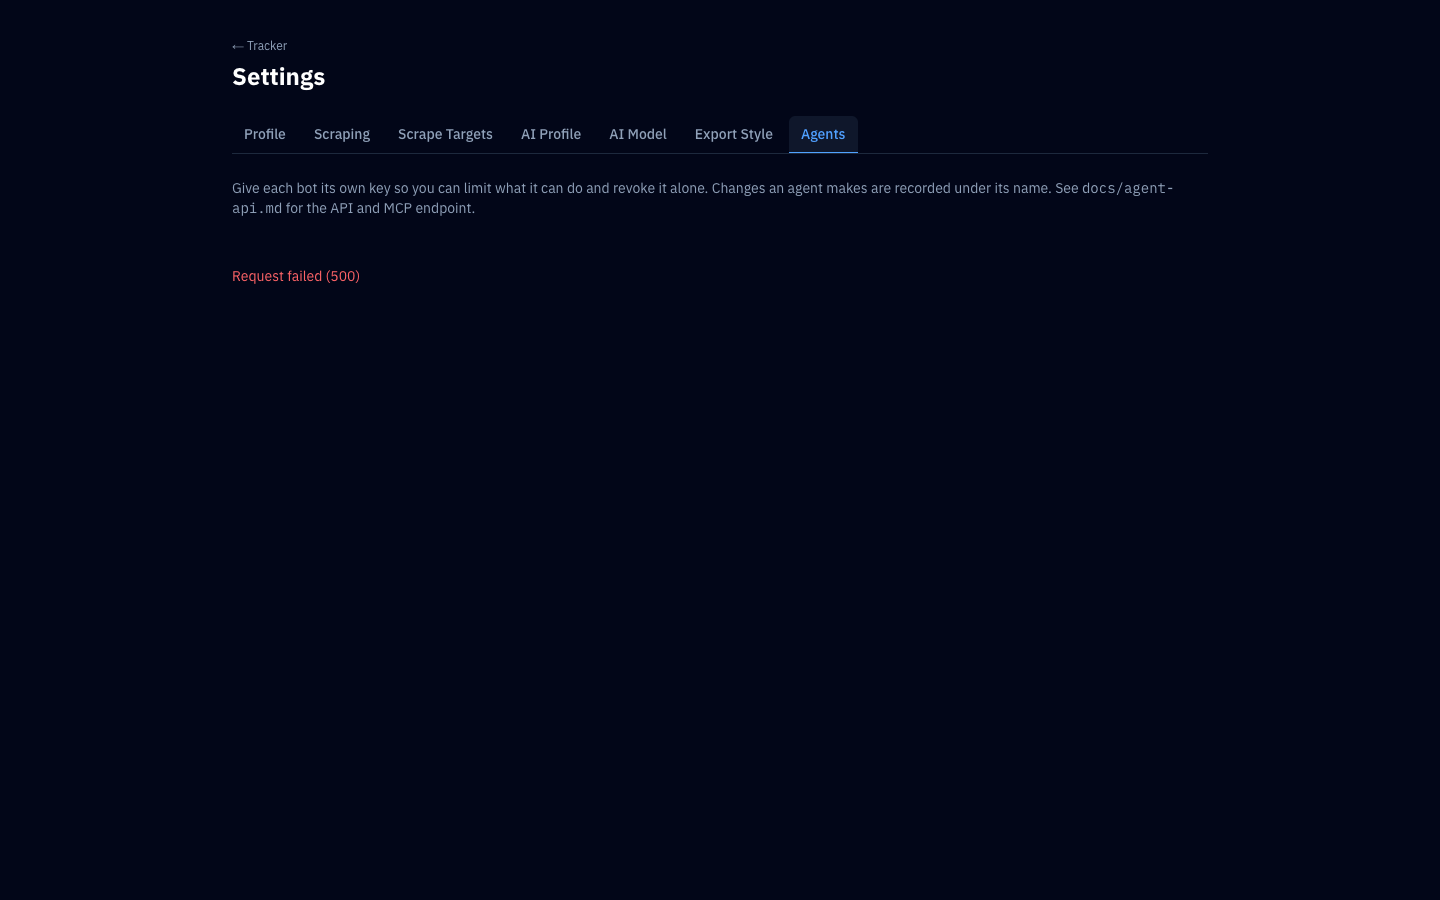 ← Tracker
Settings
Profile Scraping Scrape Targets AI Profile AI Model Export Style Agents
Give each bot its own key so you can limit what it can do and revoke it alone. Changes an agent makes are recorded under its name. See docs/agent-
api.md for the API and MCP endpoint.
Request failed (500)